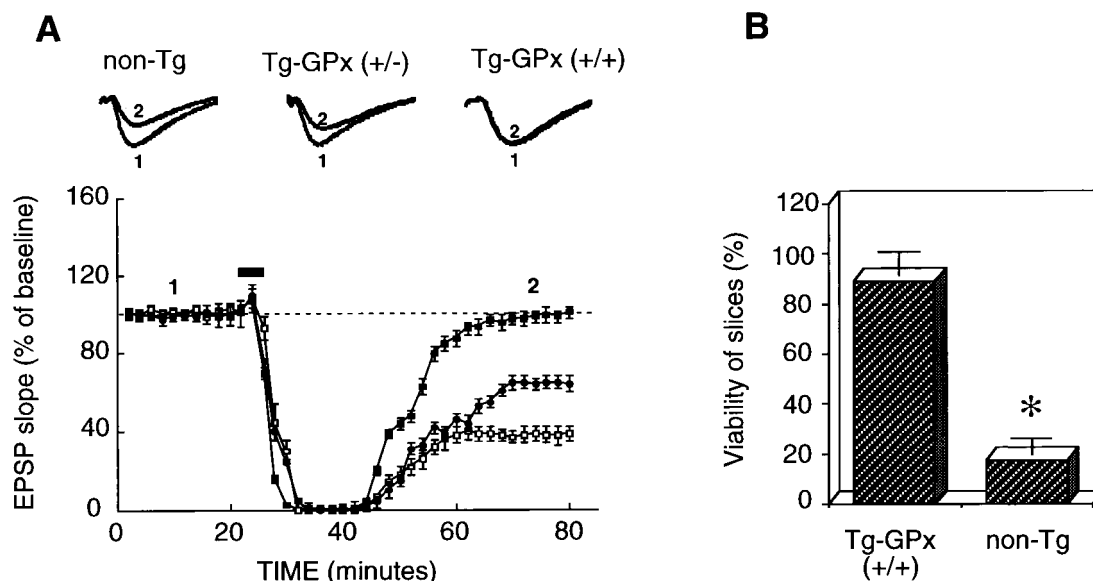 A
non-Tg
Tg-GPx (+/-)
Tg-GPx (+/+)
2
1
2
1
2
1
EPSP slope (% of baseline)
160
120
80
40
0
1
2
0
20
40
60
80
TIME (minutes)
B
Viability of slices (%)
120
100
80
60
40
20
0
*
Tg-GPx
(+/+)
non-Tg